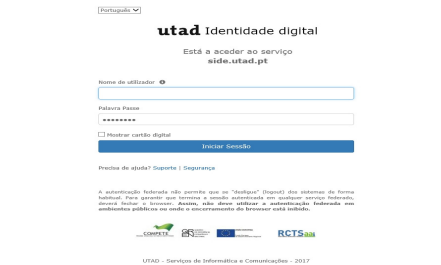 Português
utad Identidade digital
Está a aceder ao serviço
side.utad.pt
Nome de utilizador
Palavra Passe
••••••••
Mostrar cartão digital
Iniciar Sessão
Precisa de ajuda? Suporte | Segurança
A autenticação federada não permite que se "desligue" (logout) dos sistemas de forma
habitual. Para garantir que termina a sessão autenticada em qualquer serviço federado,
deverá fechar o browser. Assim, não deve utilizar a autenticação federada em
ambientes públicos ou onde o encerramento do browser está inibido.
COMPETE
RCTSaai
UTAD - Serviços de Informática e Comunicações - 2017